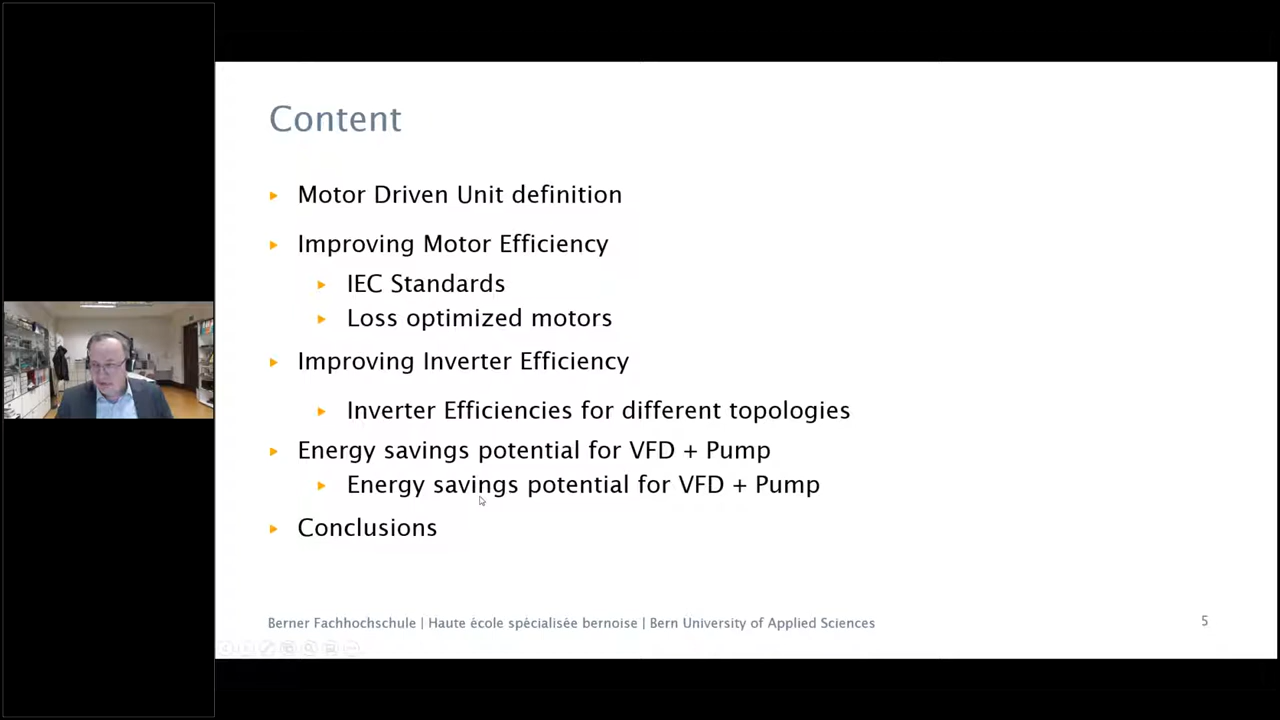 Content
Motor Driven Unit definition
Improving Motor Efficiency
IEC Standards
Loss optimized motors
Improving Inverter Efficiency
Inverter Efficiencies for different topologies
Energy savings potential for VFD + Pump
Energy savings potential for VFD + Pump
Conclusions
Berner Fachhochschule | Haute école spécialisée bernoise | Bern University of Applied Sciences
5